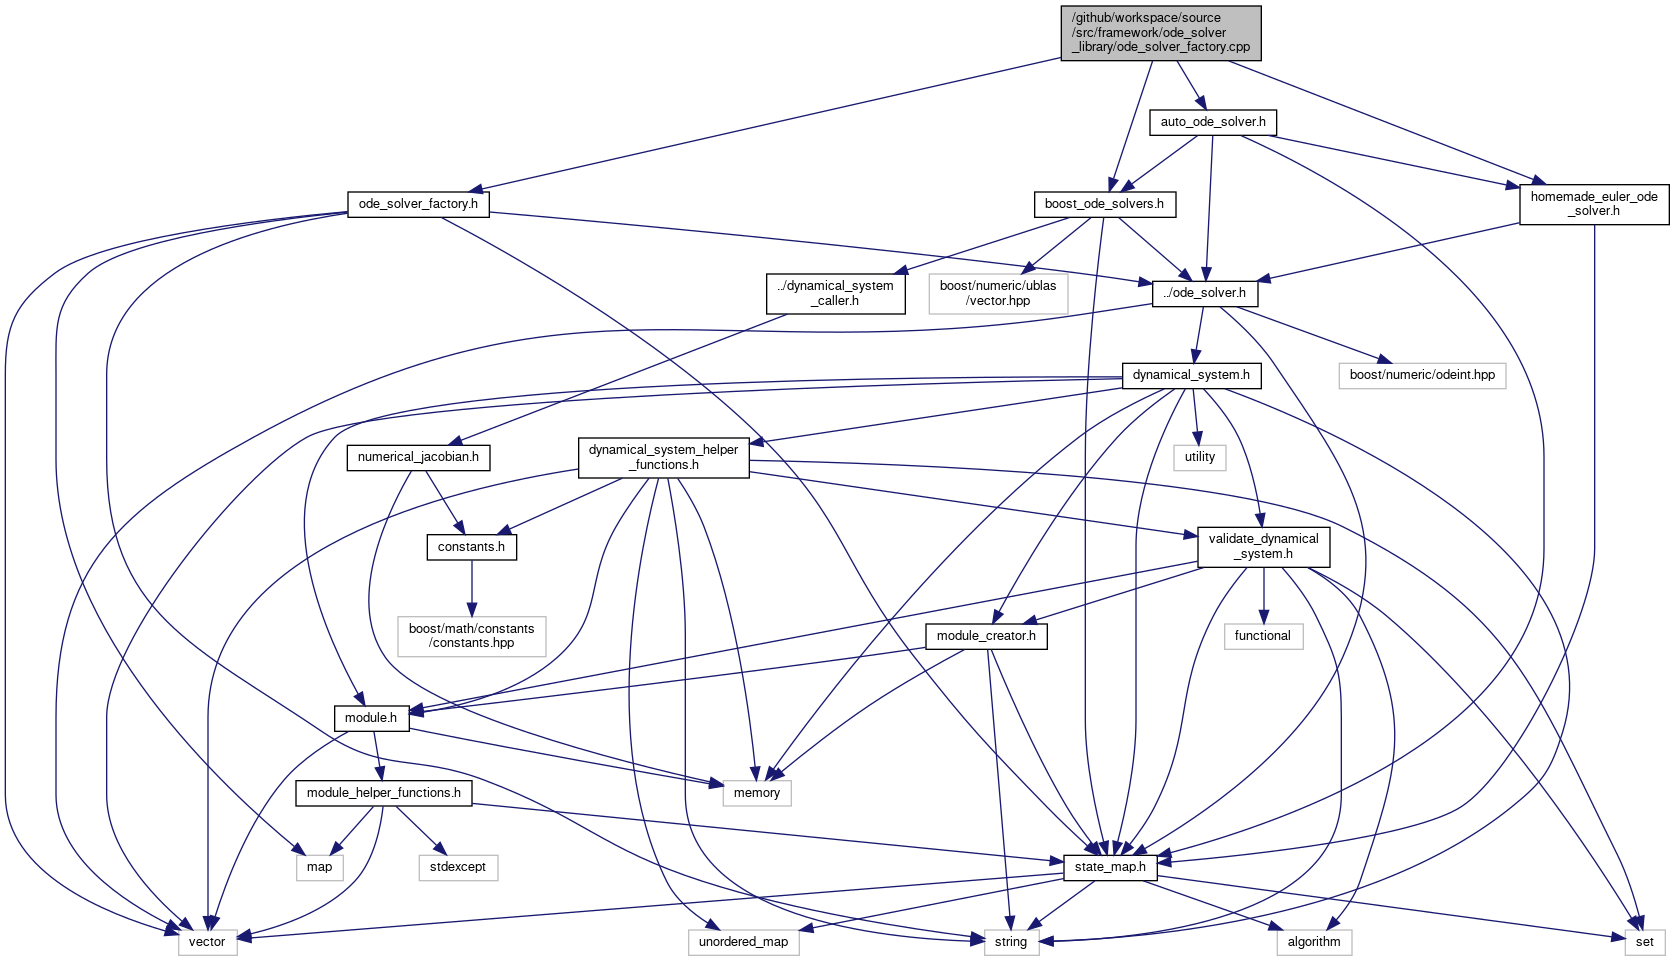 /github/workspace/source
/src/framework/ode_solver
_library/ode_solver_factory.cpp
auto_ode_solver.h
ode_solver_factory.h
boost_ode_solvers.h
homemade_euler_ode
_solver.h
../dynamical_system
_caller.h
boost/numeric/ublas
/vector.hpp
../ode_solver.h
dynamical_system.h
boost/numeric/odeint.hpp
numerical_jacobian.h
dynamical_system_helper
_functions.h
utility
constants.h
validate_dynamical
_system.h
boost/math/constants
/constants.hpp
module_creator.h
functional
module.h
module_helper_functions.h
memory
map
stdexcept
state_map.h
vector
unordered_map
string
algorithm
set